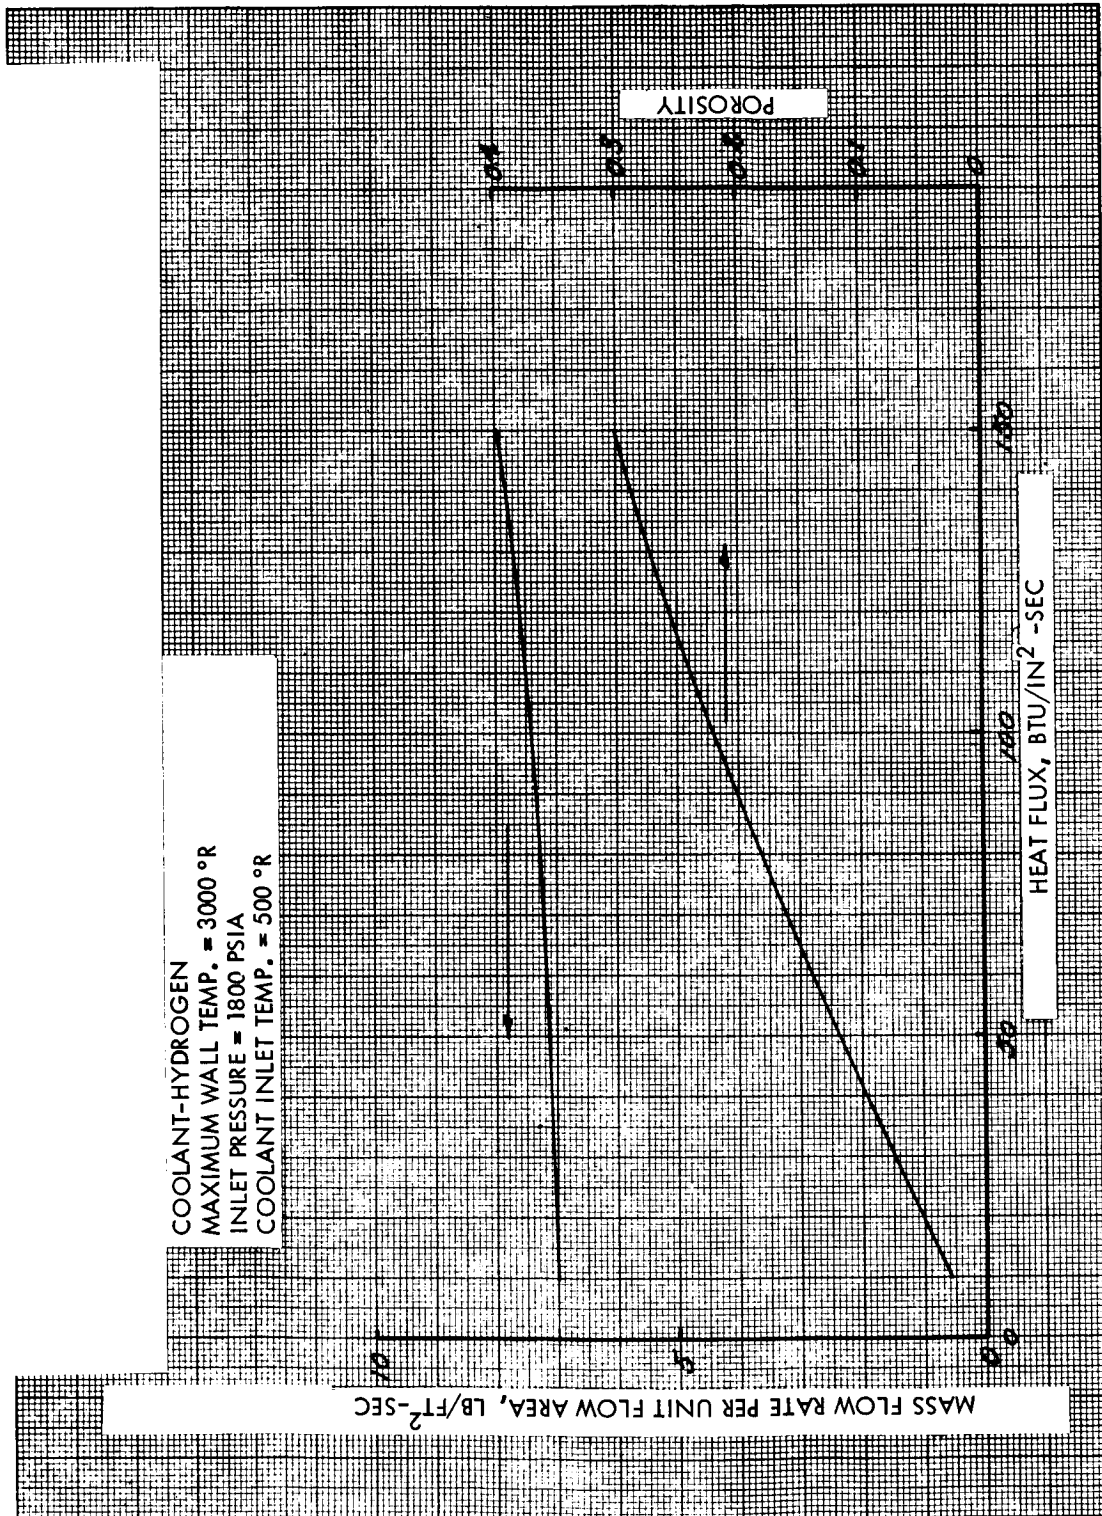 COOLANT-HYDROGEN
MAXIMUM WALL TEMP. = 3000 °R
INLET PRESSURE = 1800 PSIA
COOLANT INLET TEMP. = 500 °R
MASS FLOW RATE PER UNIT FLOW AREA, LB/FT²-SEC
10
5
0
POROSITY
0.4
0.3
0.2
0.1
0
0
50
100
150
HEAT FLUX, BTU/IN² -SEC